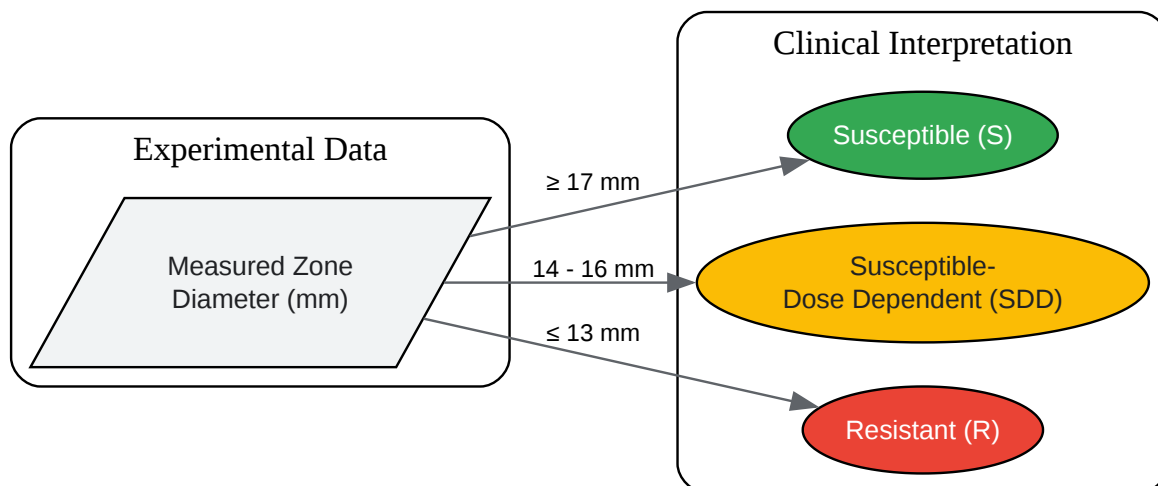 Clinical Interpretation
Experimental Data
Susceptible (S)
≥ 17 mm
Measured Zone
Diameter (mm)
14 - 16 mm
Susceptible-
Dose Dependent (SDD)
≤ 13 mm
Resistant (R)